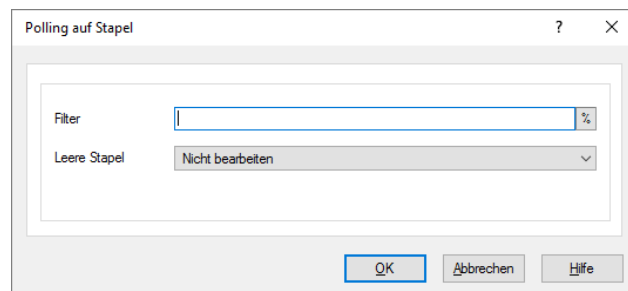 Polling auf Stapel ?
Filter %
Leere Stapel Nicht bearbeiten
OK Abbrechen Hilfe